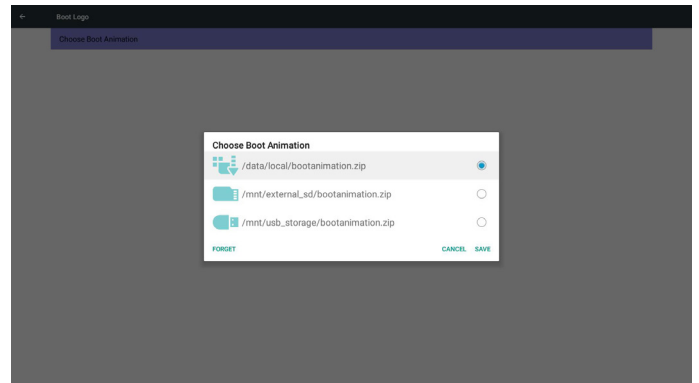 Boot Logo
Choose Boot Animation
Choose Boot Animation
/data/local/bootanimation.zip
/mnt/external_sd/bootanimation.zip
/mnt/usb_storage/bootanimation.zip
FORGET CANCEL SAVE